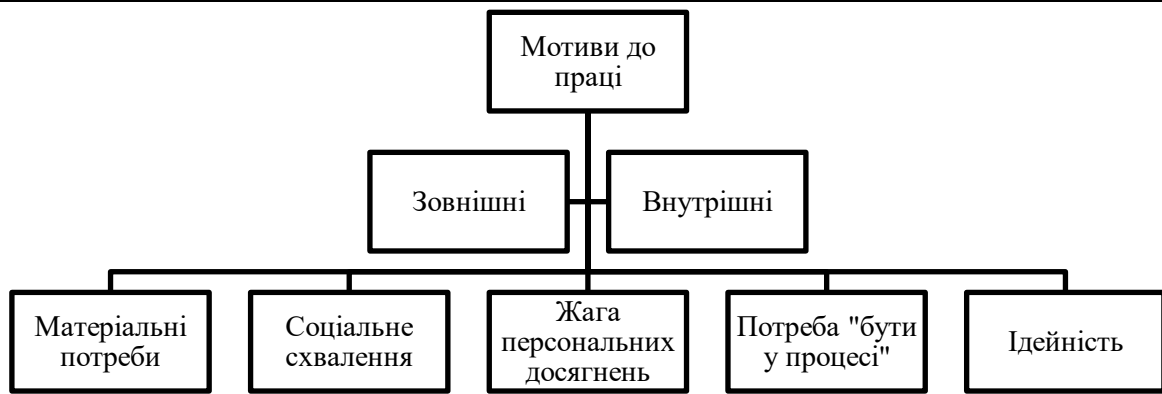 Мотиви до
праці
Зовнішні
Внутрішні
Матеріальні
потреби
Соціальне
схвалення
Жага
персональних
досягнень
Потреба "бути
у процесі"
Ідейність